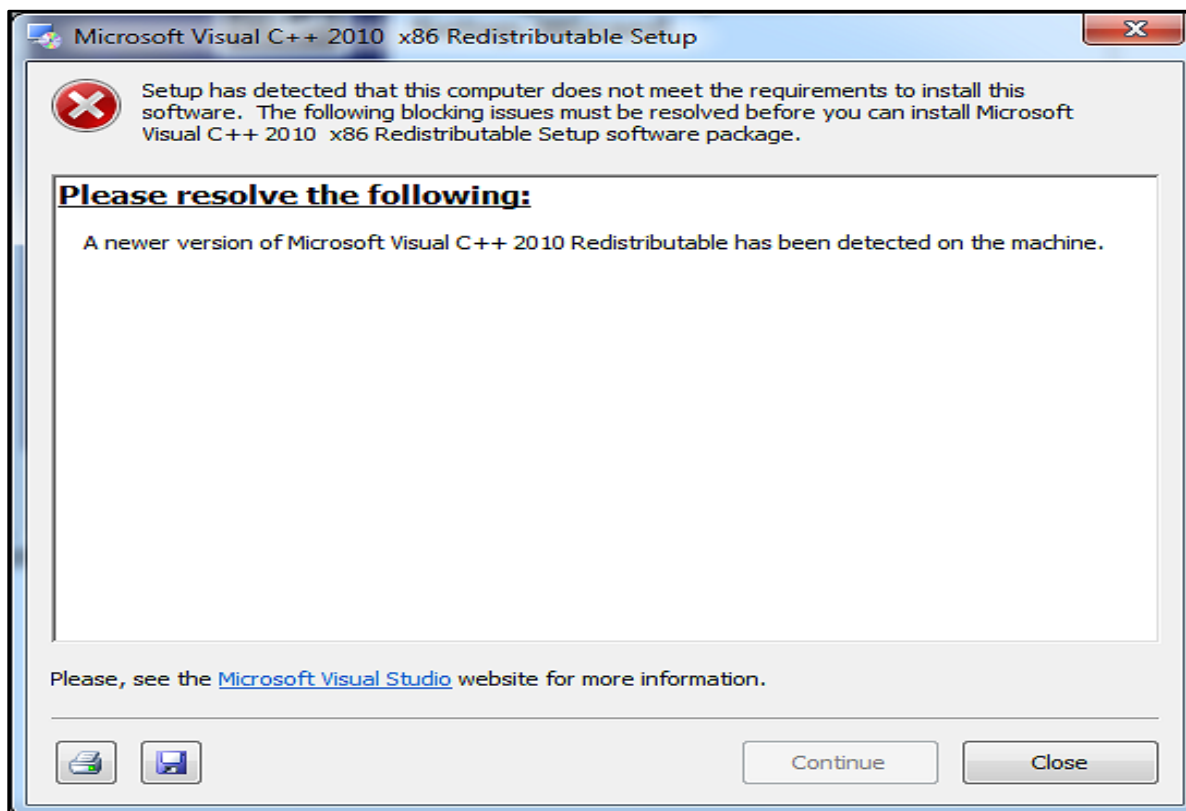 Microsoft Visual C++ 2010 x86 Redistributable Setup
Setup has detected that this computer does not meet the requirements to install this
software. The following blocking issues must be resolved before you can install Microsoft
Visual C++ 2010 x86 Redistributable Setup software package.
Please resolve the following:
A newer version of Microsoft Visual C++ 2010 Redistributable has been detected on the machine.
Please, see the Microsoft Visual Studio website for more information.
Continue
Close